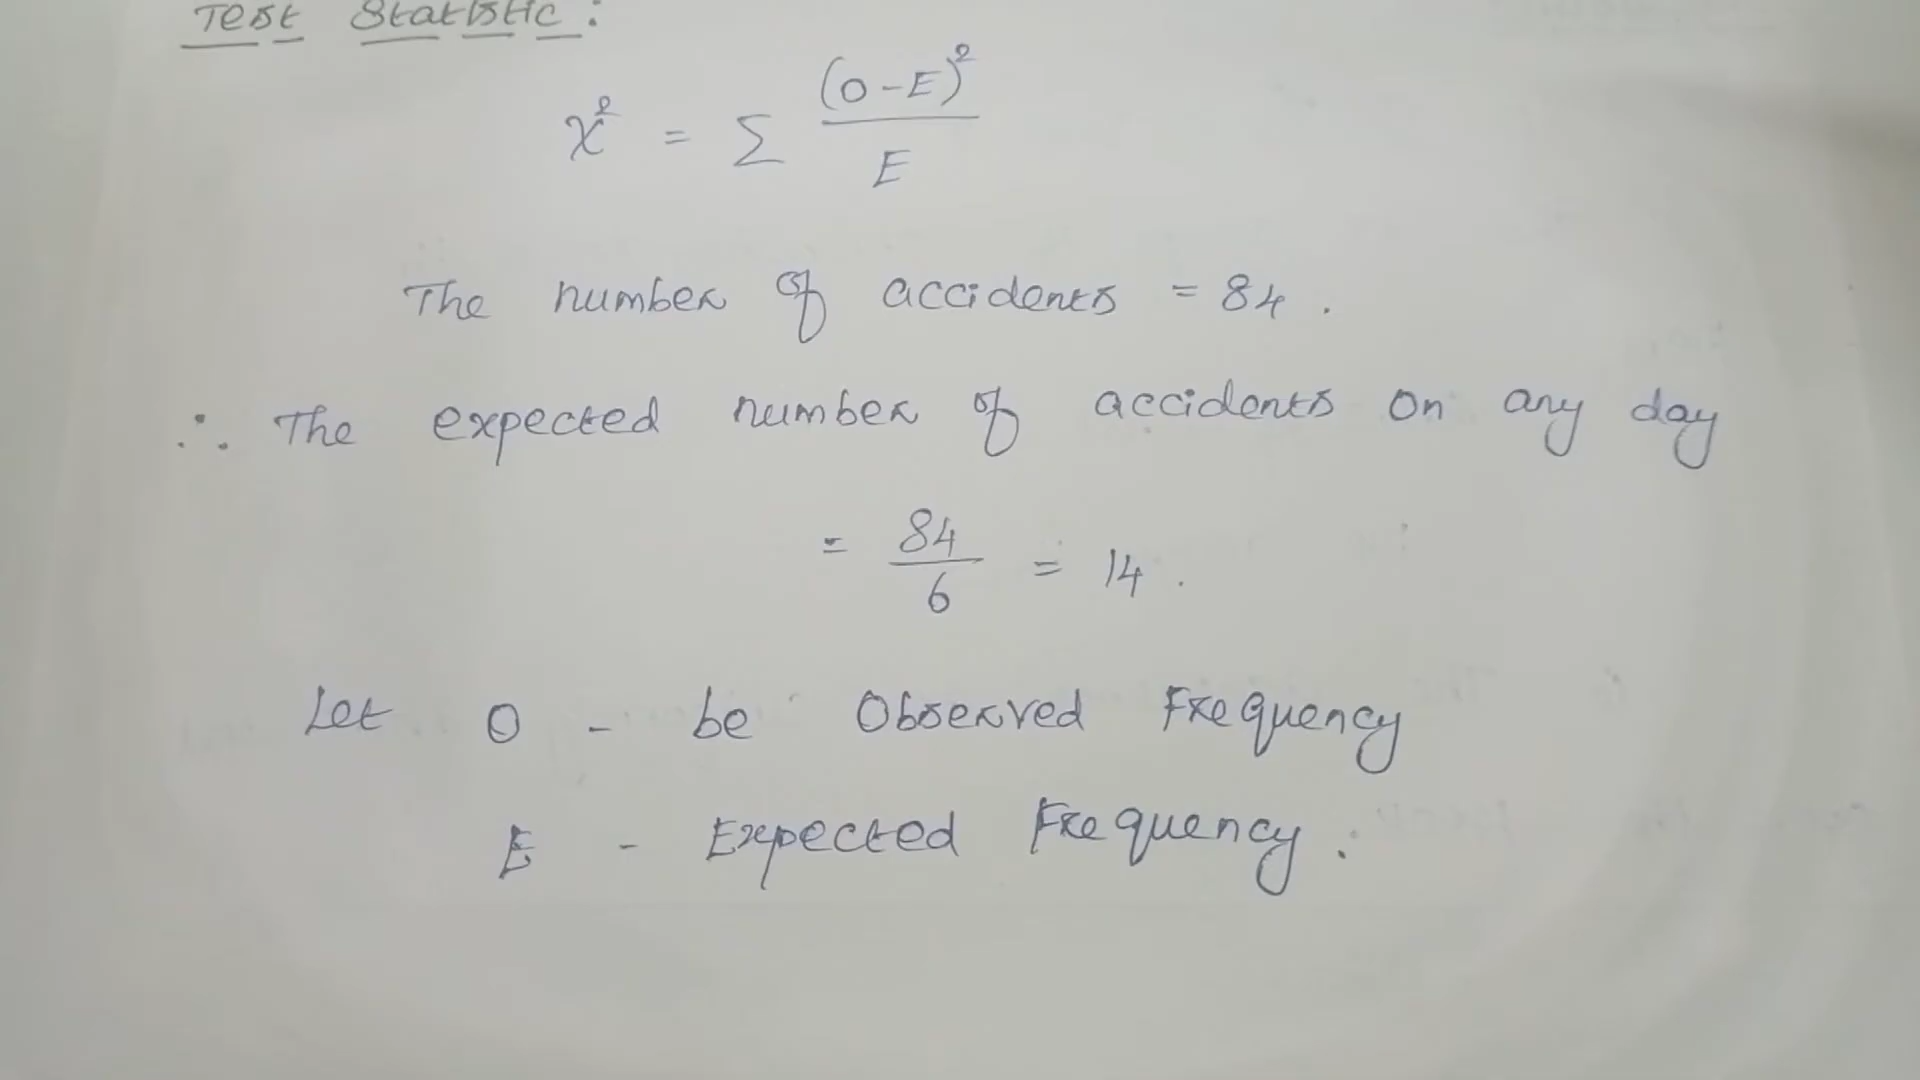 Test Statistic:
χ² = Σ (O-E)² / E
The number of accidents = 84.
∴ The expected number of accidents on any day
= 84/6 = 14.
Let O - be Observed Frequency
E - Expected Frequency.